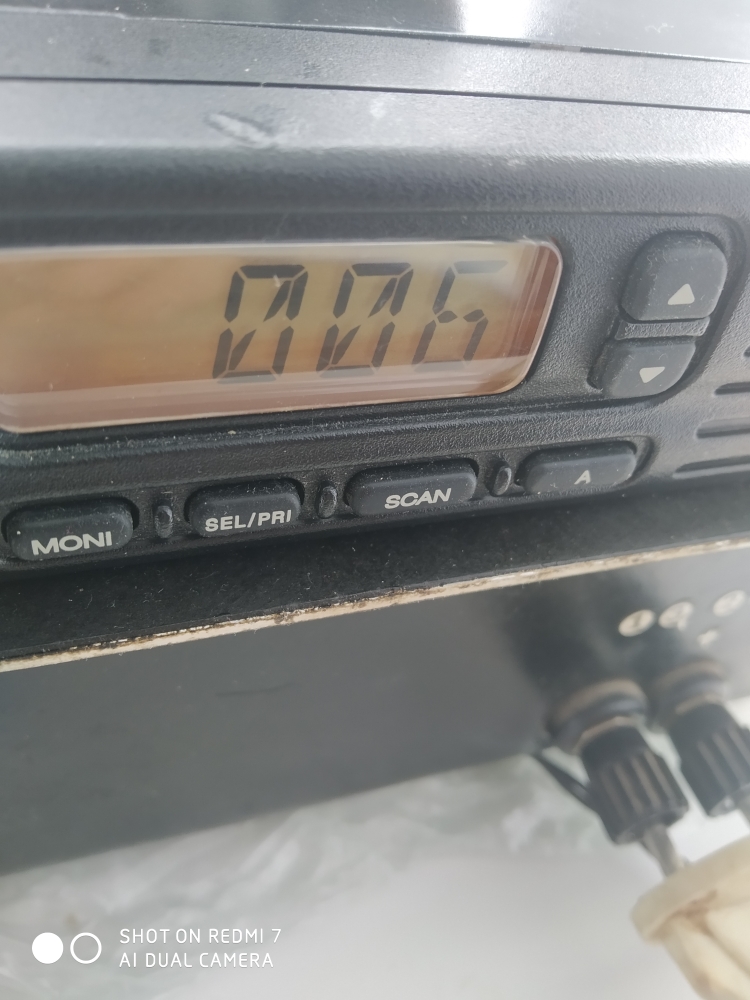 006
MONI SEL/PRI SCAN A
SHOT ON REDMI 7
AI DUAL CAMERA